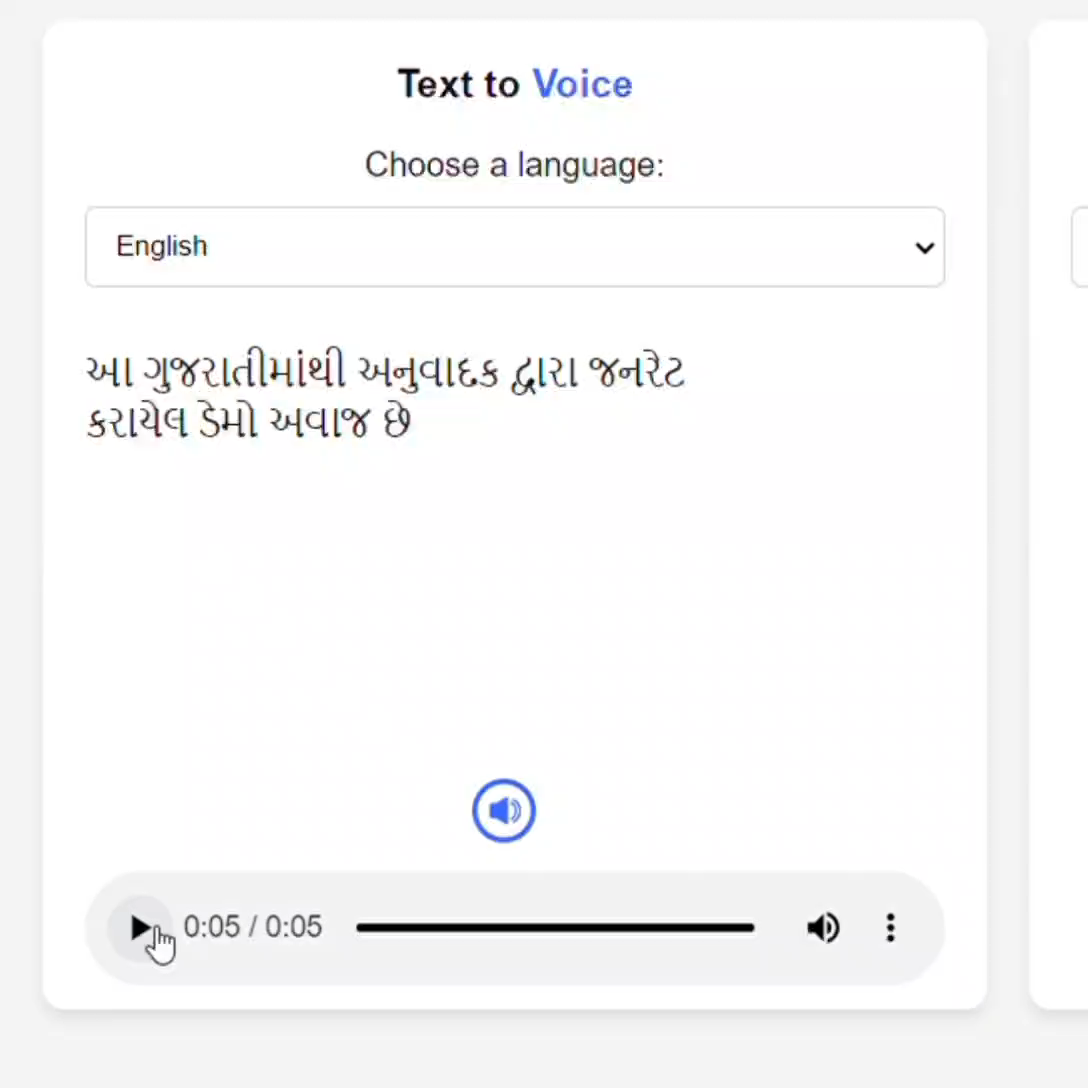 Text to Voice
Choose a language:
English
આ ગુજરાતીમાંથી અનુવાદક દ્વારા જનરેટ
કરાયેલ ડેમો અવાજ છે
0:05 / 0:05